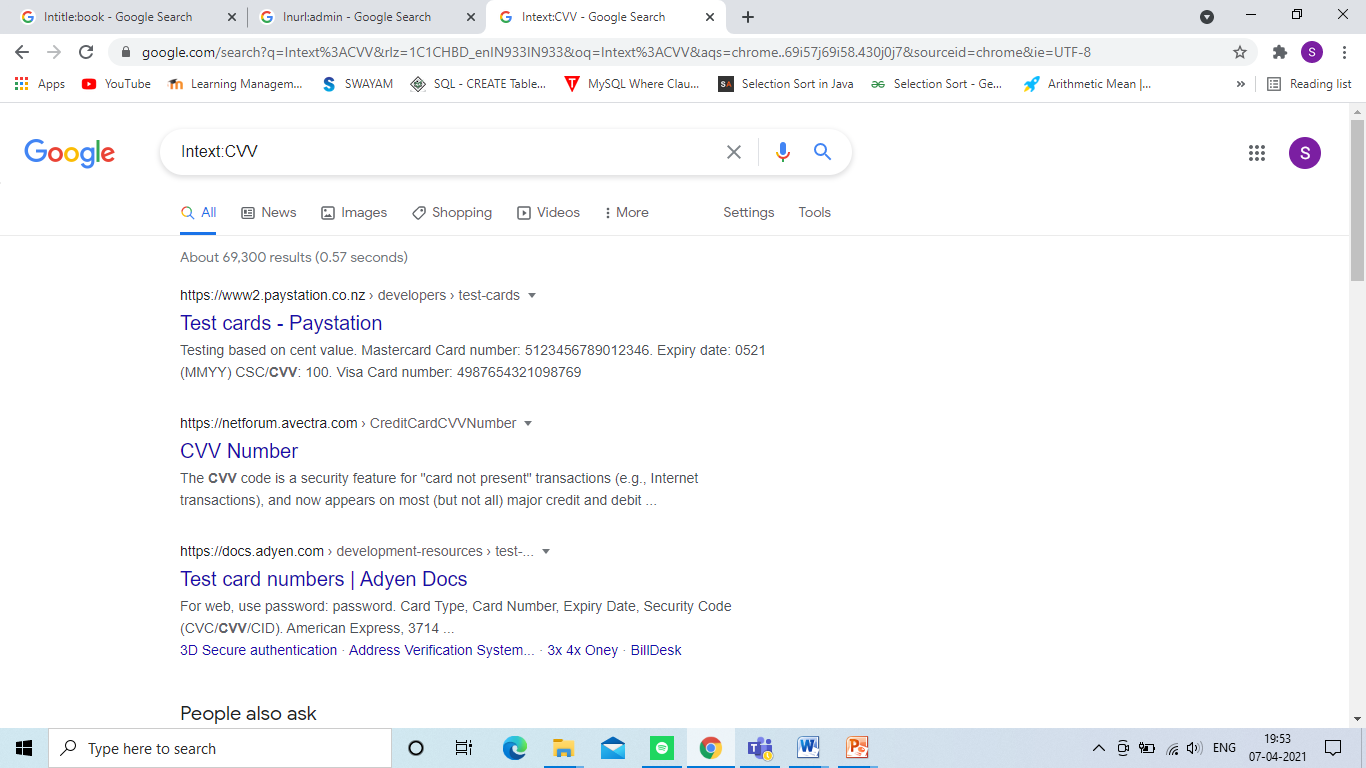 Intitle:book - Google Search
Inurl:admin - Google Search
Intext:CVV - Google Search
google.com/search?q=Intext%3ACVV&rlz=1C1CHBD_enIN933IN933&oq=Intext%3ACVV&aqs=chrome..69i57j69i58.430j0j7&sourceid=chrome&ie=UTF-8
S
Apps YouTube Learning Managem... SWAYAM SQL - CREATE Table... MySQL Where Clau... SA Selection Sort in Java Selection Sort - Ge... Arithmetic Mean |... » Reading list
Google
Intext:CVV
S
All News Images Shopping Videos More Settings Tools
About 69,300 results (0.57 seconds)
https://www2.paystation.co.nz › developers › test-cards
Test cards - Paystation
Testing based on cent value. Mastercard Card number: 5123456789012346. Expiry date: 0521
(MMYY) CSC/CVV: 100. Visa Card number: 4987654321098769
https://netforum.avectra.com › CreditCardCVVNumber
CVV Number
The CVV code is a security feature for "card not present" transactions (e.g., Internet
transactions), and now appears on most (but not all) major credit and debit ...
https://docs.adyen.com › development-resources › test-...
Test card numbers | Adyen Docs
For web, use password: password. Card Type, Card Number, Expiry Date, Security Code
(CVC/CVV/CID). American Express, 3714 ...
3D Secure authentication · Address Verification System... · 3x 4x Oney · BillDesk
People also ask
Type here to search
ENG
19:53
07-04-2021